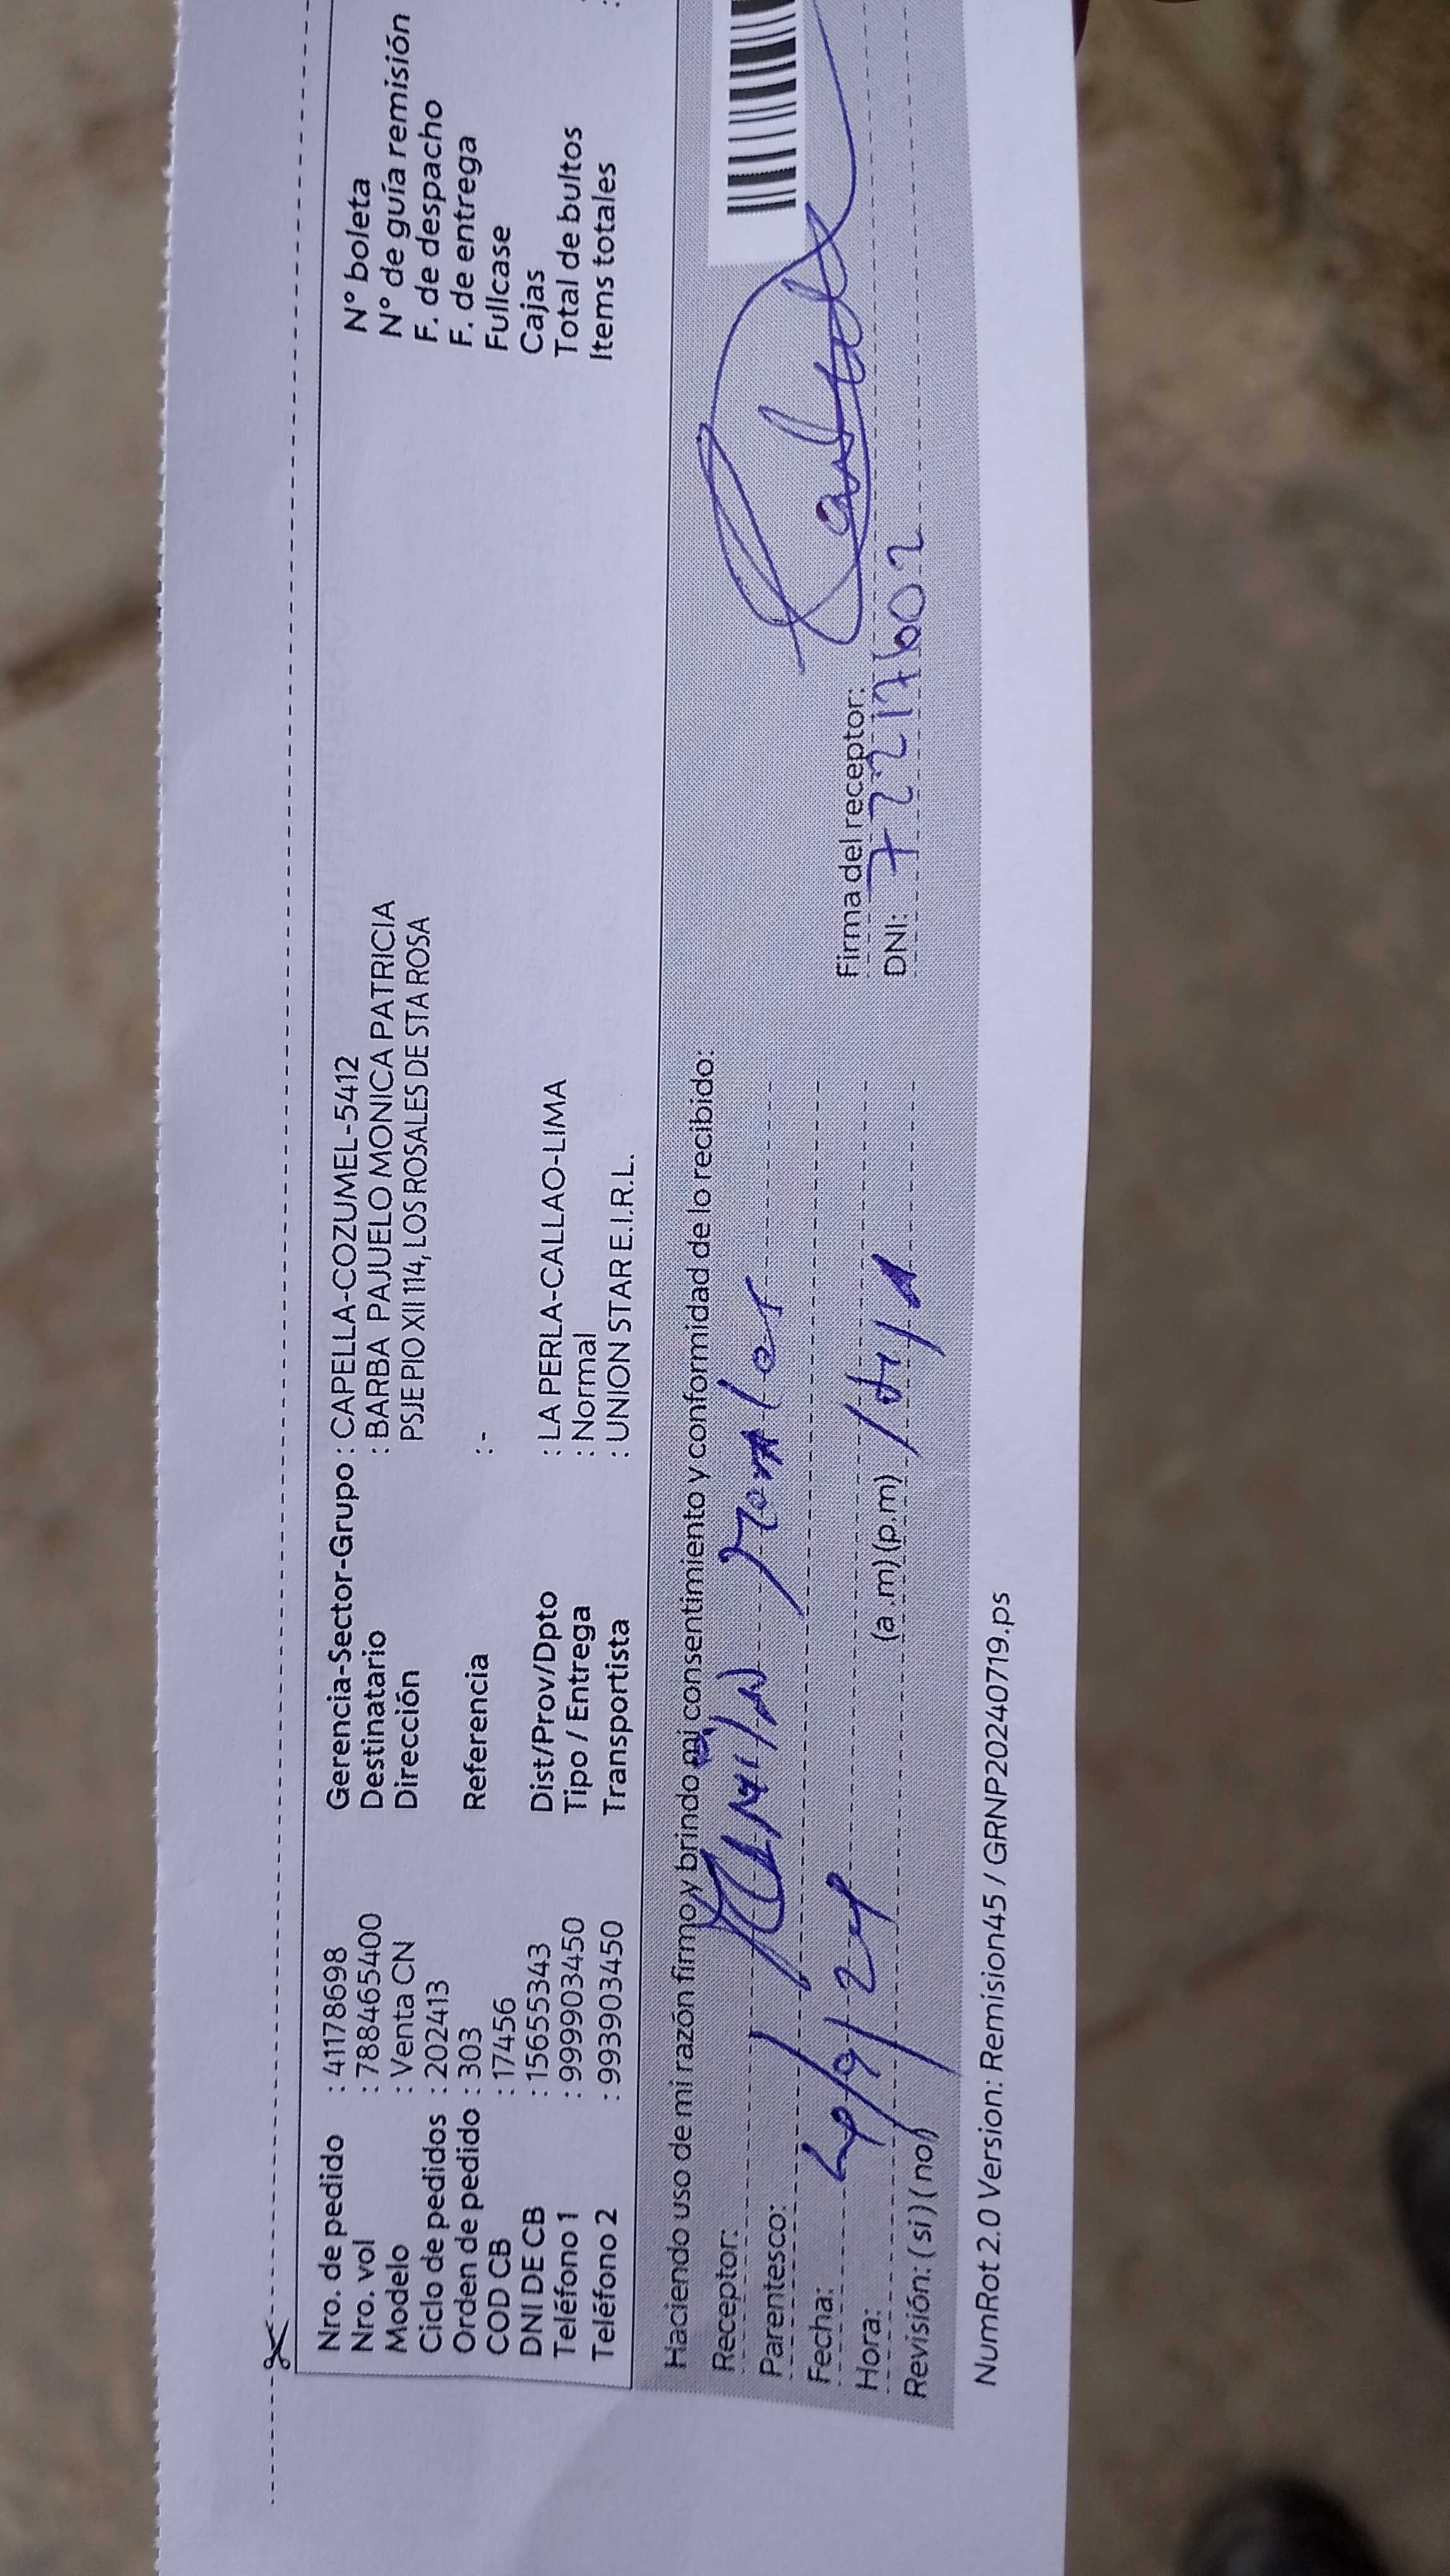 Nro. de pedido : 41178698 Gerencia-Sector-Grupo : CAPELLA-COZUMEL-5412 N° boleta
Nro. vol : 788465400 Destinatario : BARBA PAJUELO MONICA PATRICIA N° de guía remisión
Modelo : Venta CN Dirección PSJE PIO XII 114, LOS ROSALES DE STA ROSA F. de despacho
Ciclo de pedidos : 202413 F. de entrega
Orden de pedido : 303 Referencia : - Fullcase
COD CB : 17456 Cajas
DNI DE CB : 15655343 Dist/Prov/Dpto : LA PERLA-CALLAO-LIMA Total de bultos
Teléfono 1 : 999903450 Tipo / Entrega : Normal Items totales :
Teléfono 2 : 993903450 Transportista : UNION STAR E.I.R.L.
Haciendo uso de mi razón firmo y brindo mi consentimiento y conformidad de lo recibido:
Receptor:
Parentesco:
Fecha: /9/24 Firma del receptor:
Hora: (a .m) (p.m) DNI: 72217602
Revisión: ( si ) ( no )
NumRot 2.0 Version: Remision45 / GRNP20240719.ps